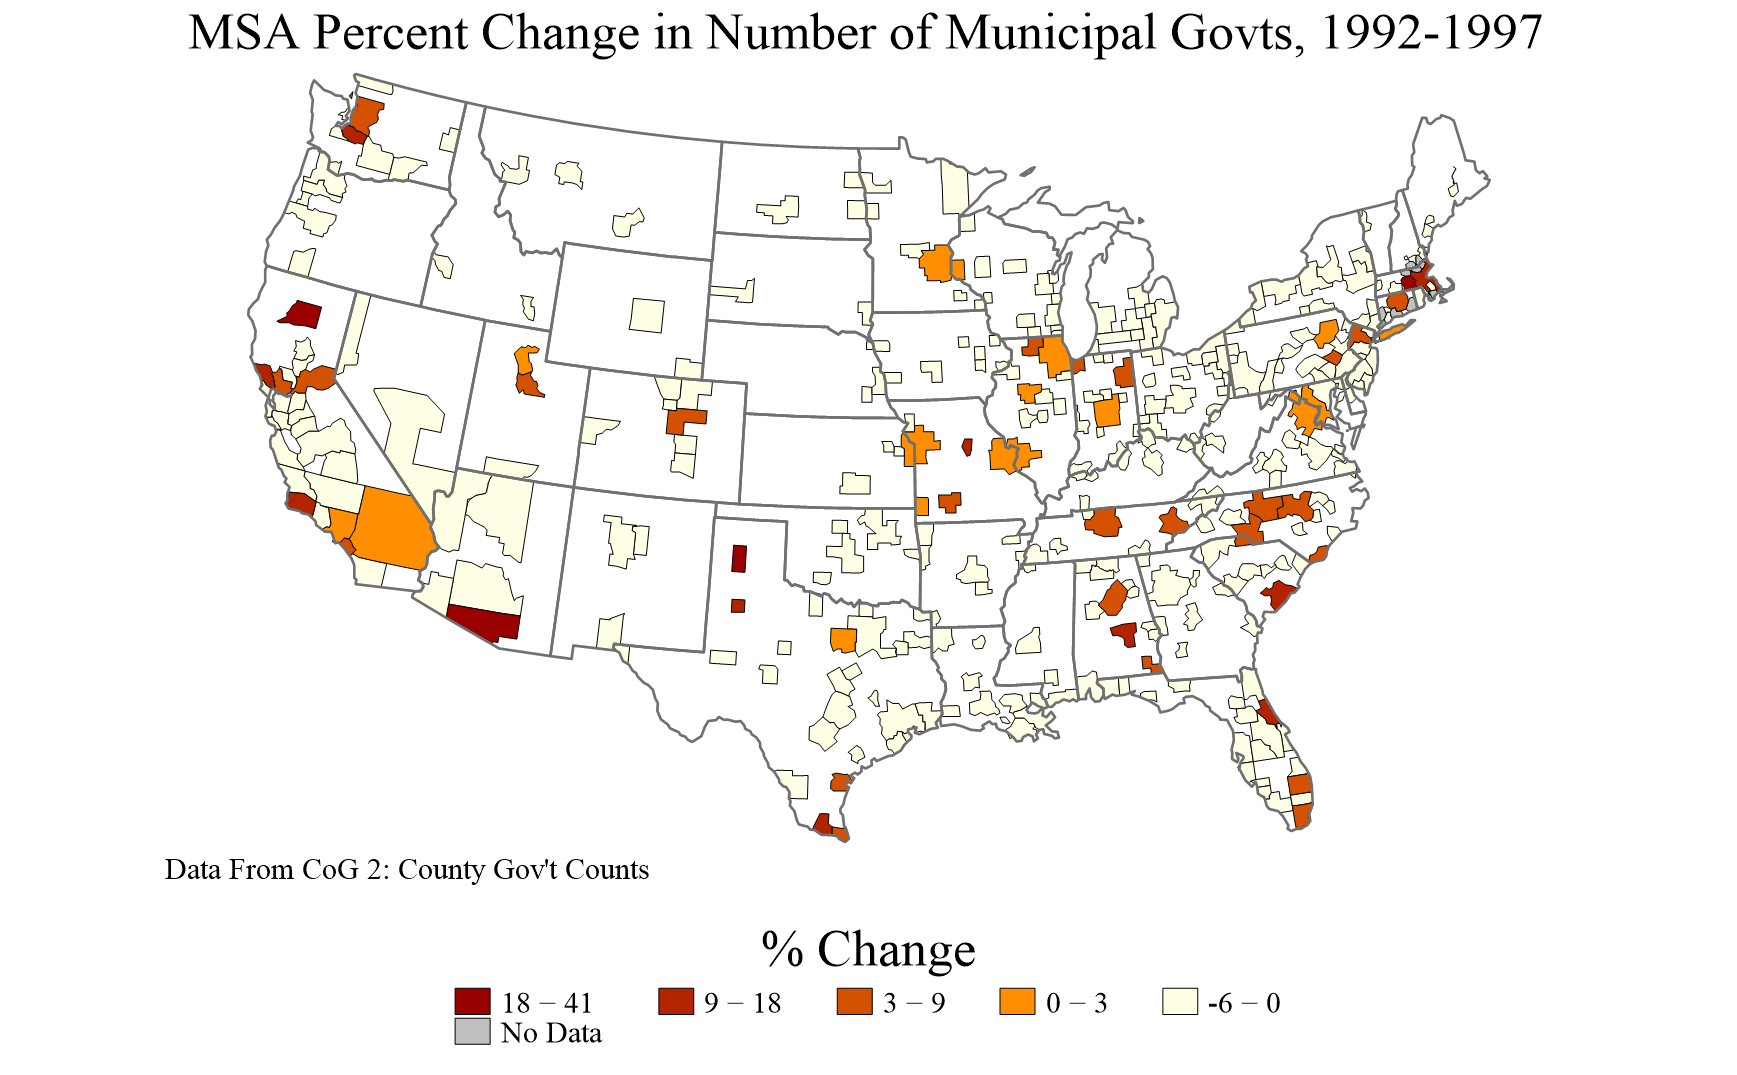 MSA Percent Change in Number of Municipal Govts, 1992-1997
Data From CoG 2: County Gov't Counts
% Change
18 – 41 9 – 18 3 – 9 0 – 3 -6 – 0
No Data